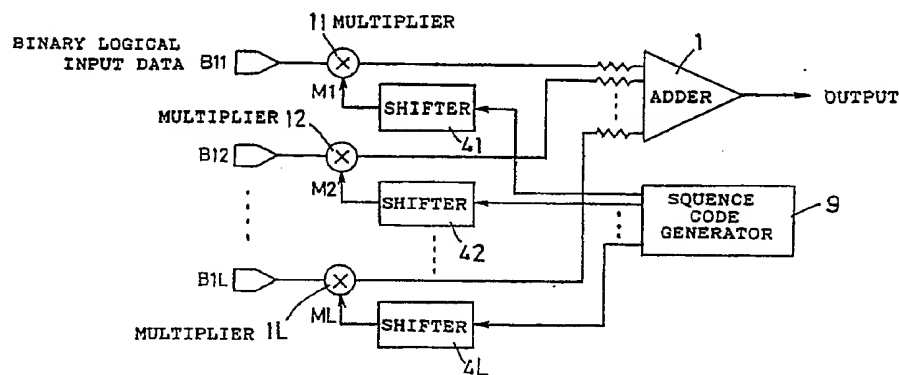 11 MULTIPLIER
BINARY LOGICAL
INPUT DATA B11
M1
SHIFTER
41
1
ADDER
OUTPUT
MULTIPLIER 12
B12
M2
SHIFTER
42
SQUENCE
CODE
GENERATOR
9
B1L
MULTIPLIER 1L
ML
SHIFTER
4L